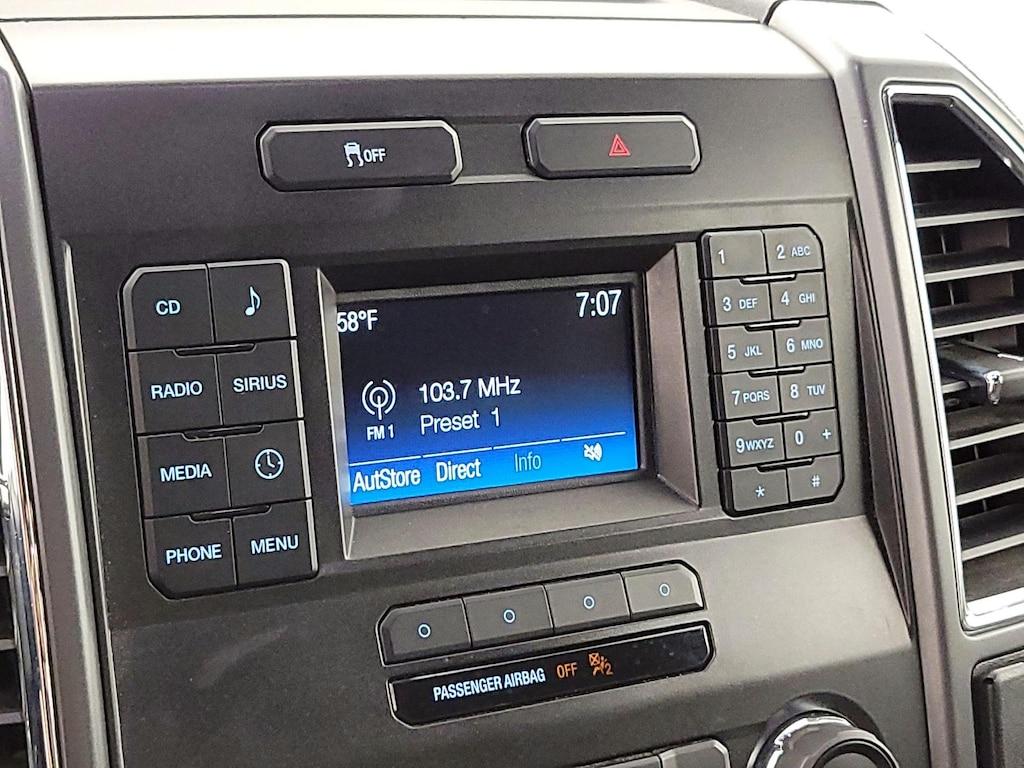 OFF
CD
RADIO SIRIUS
MEDIA
PHONE MENU
58°F 7:07
103.7 MHz
FM 1 Preset 1
AutStore Direct Info
1 2 ABC
3 DEF 4 GHI
5 JKL 6 MNO
7 PQRS 8 TUV
9 WXYZ 0 +
* #
PASSENGER AIRBAG OFF 2